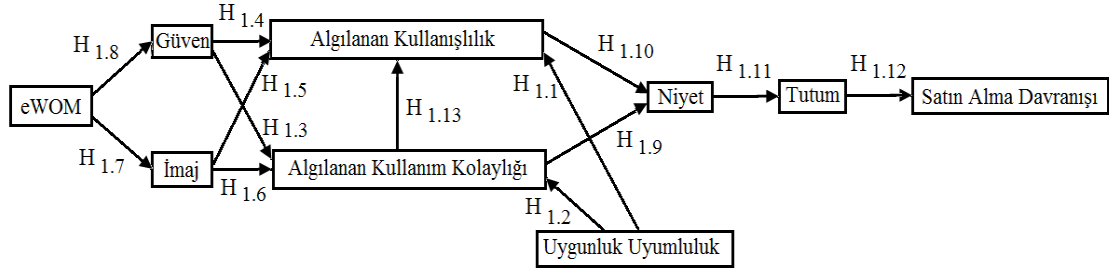 H 1.4
H 1.8
Güven
Algılanan Kullanışlılık
H 1.10
H 1.5
H 1.1
H 1.11
H 1.12
eWOM
H 1.13
Niyet
Tutum
Satın Alma Davranışı
H 1.3
H 1.9
H 1.7
İmaj
H 1.6
Algılanan Kullanım Kolaylığı
H 1.2
Uygunluk Uyumluluk